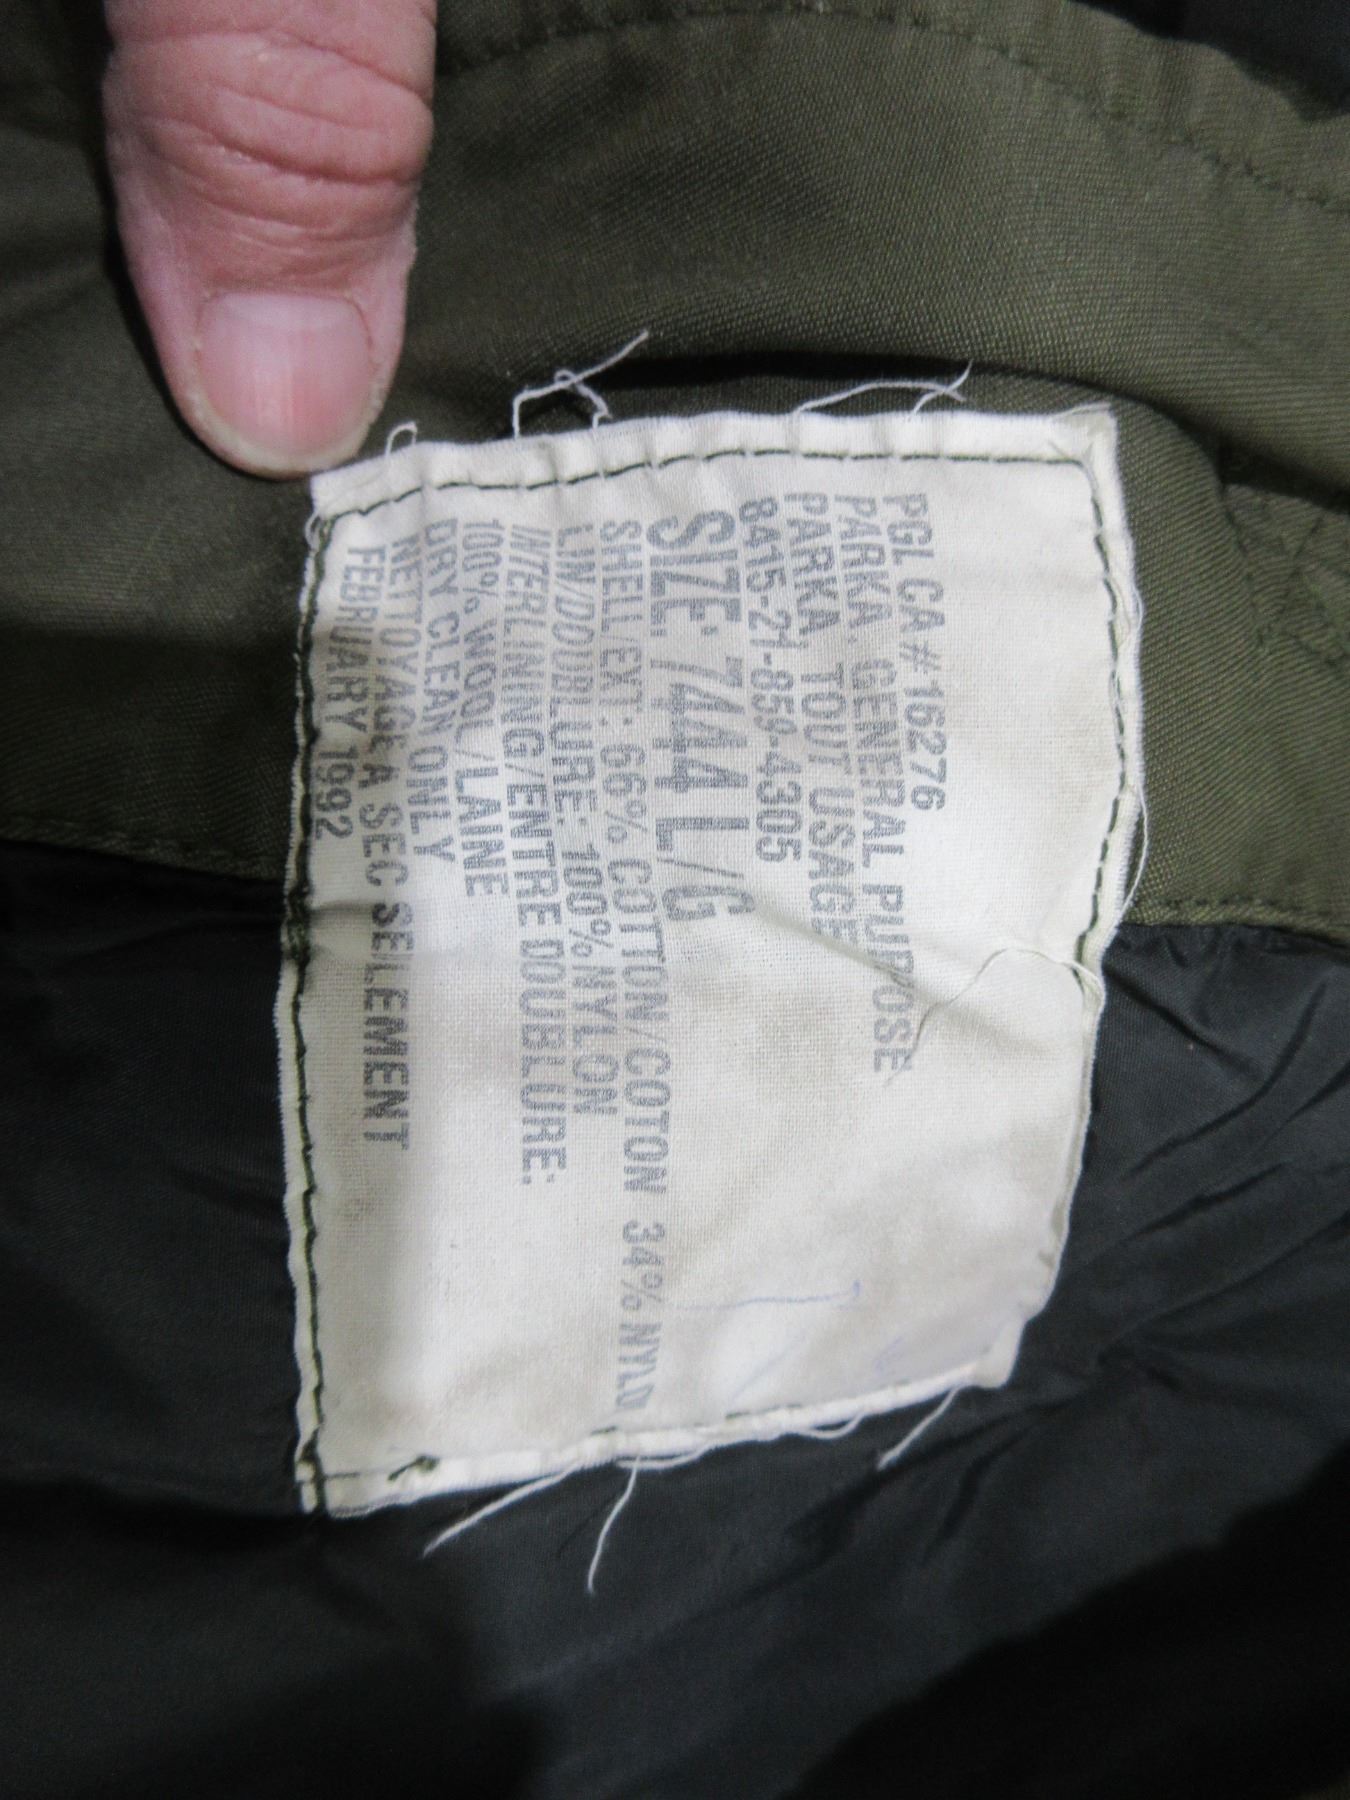 PGL CA # 16276
PARKA, GENERAL PURPOSE
PARKA, TOUT USAGE
8415-21-859-4305
SIZE: 7444 L/G
SHELL/EXT: 66% COTTON/COTON 34% NYLO
LIN/DOUBLURE: 100% NYLON
INTERLINING/ENTRE DOUBLURE:
100% WOOL/LAINE
DRY CLEAN ONLY
NETTOYAGE A SEC SEULEMENT
FEBRUARY 1992